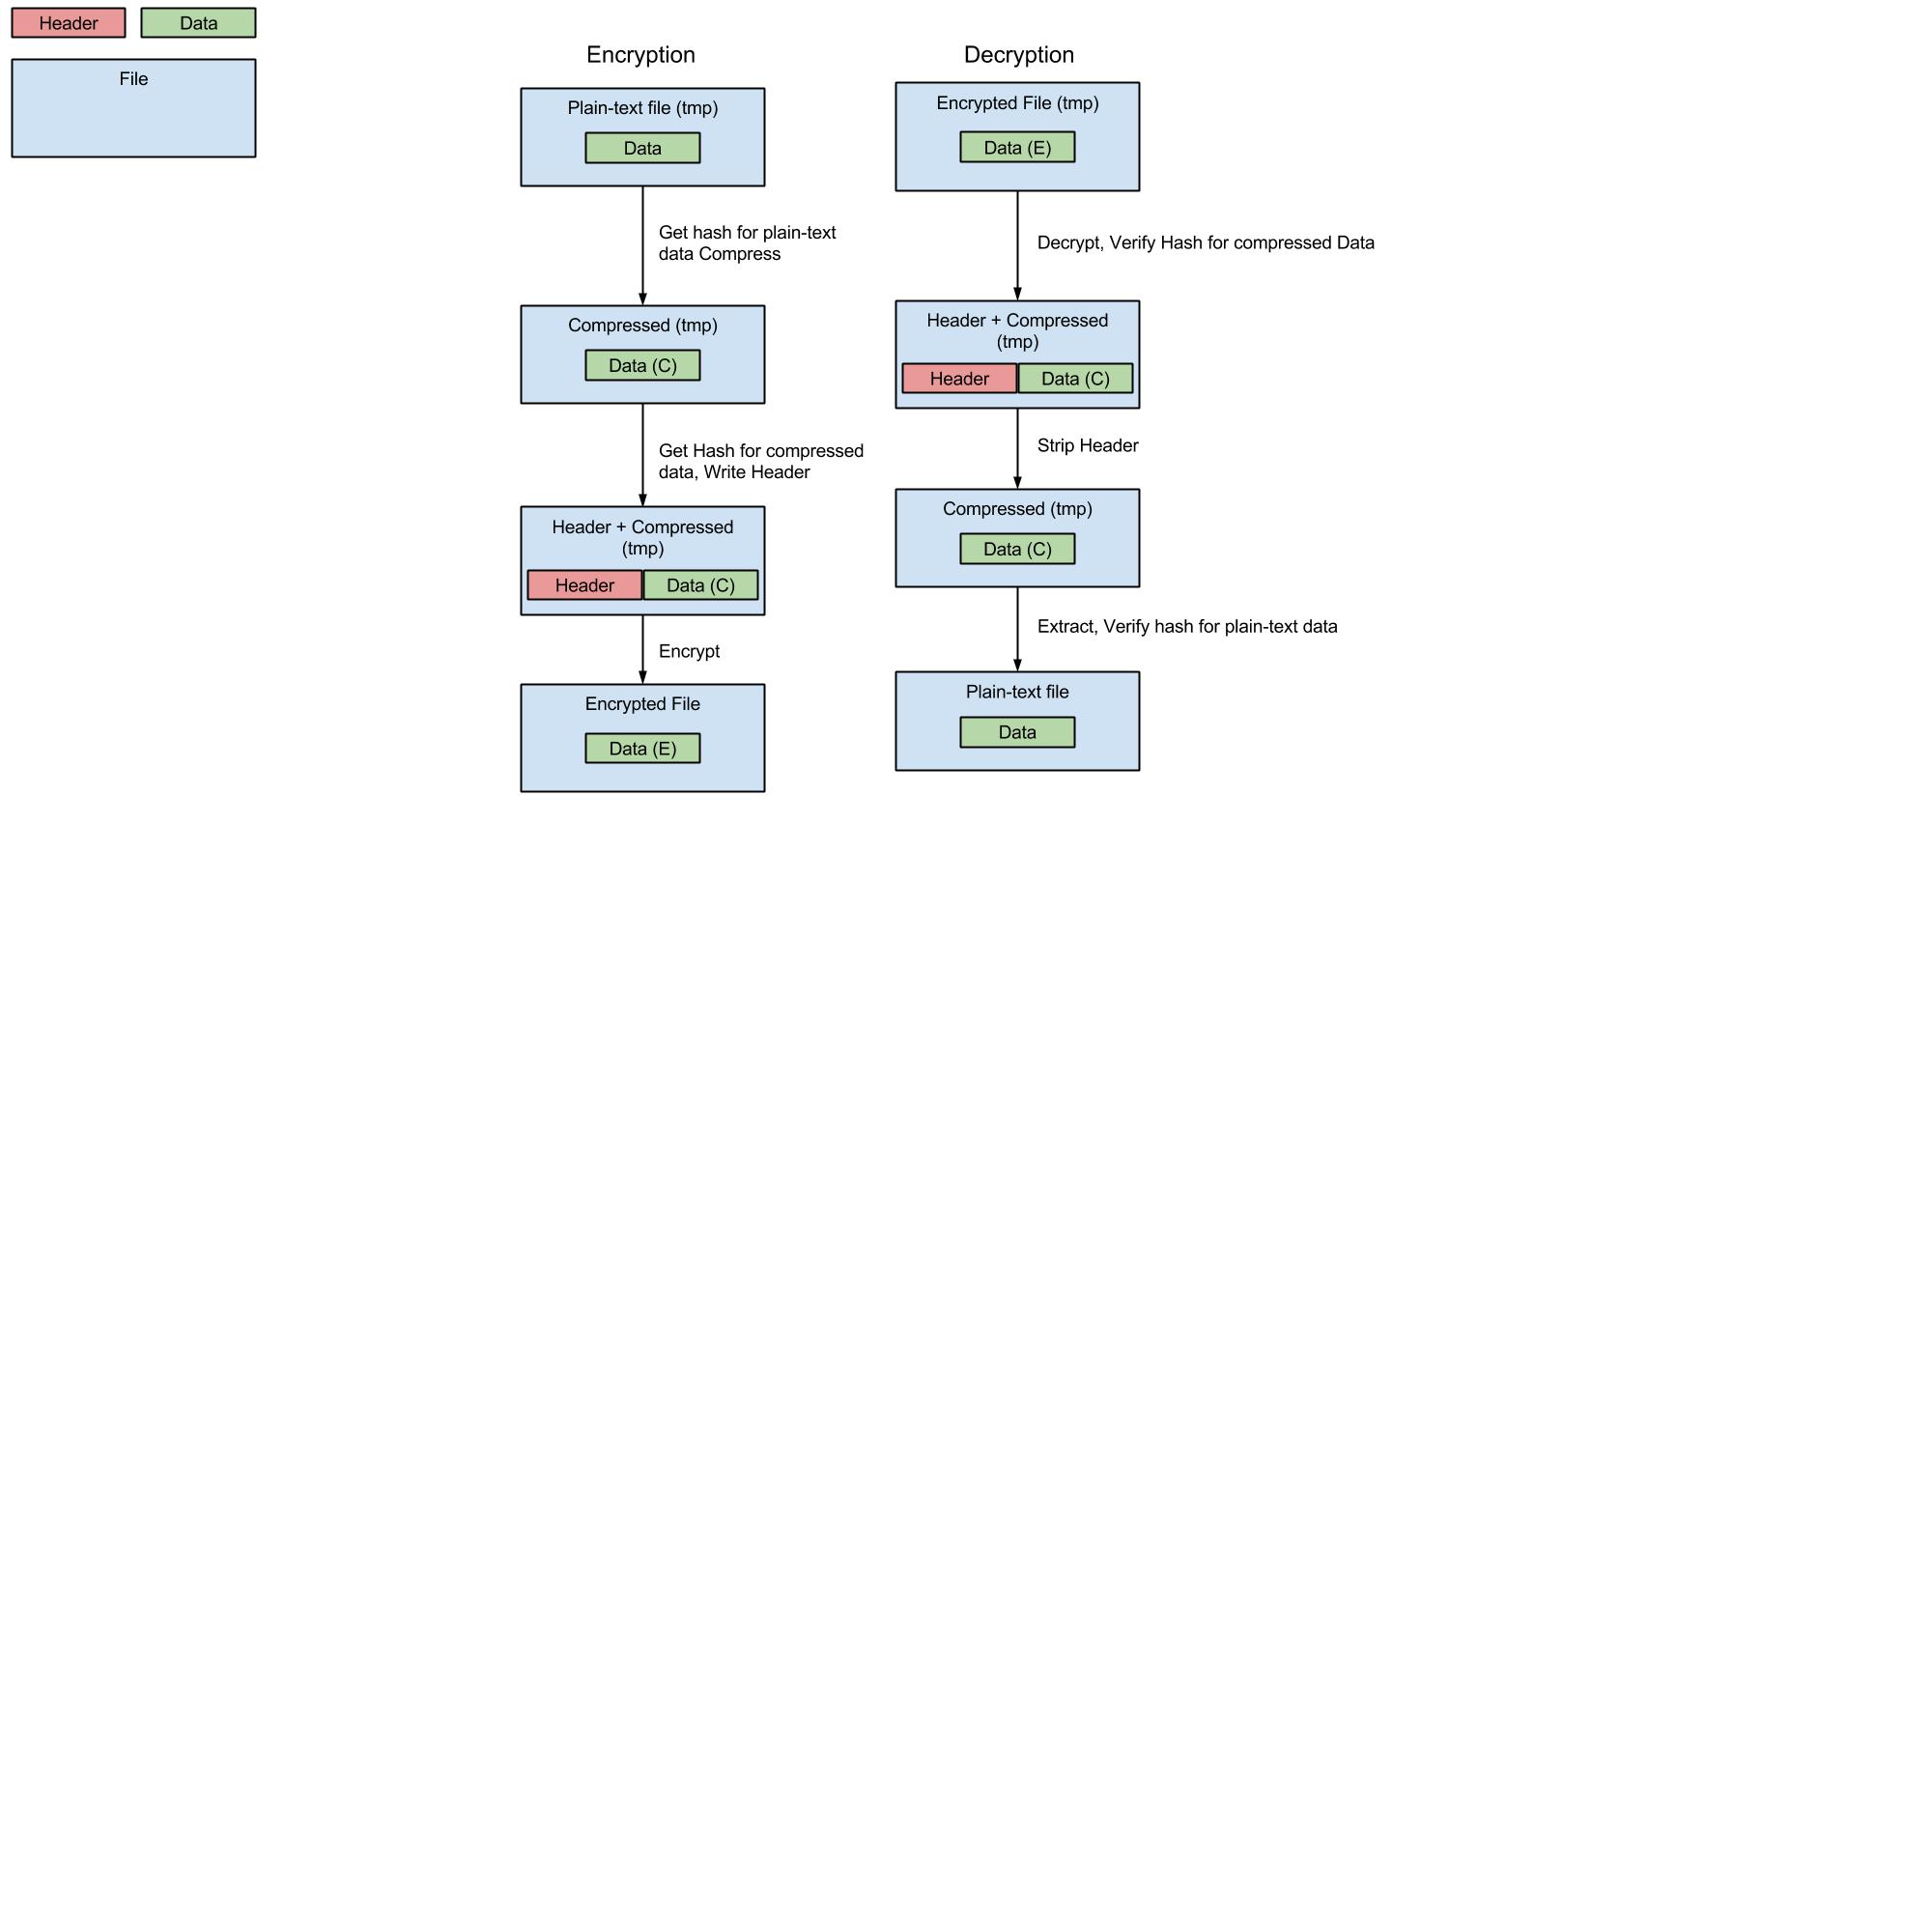 Header
Data
File
Encryption
Plain-text file (tmp)
Data
Get hash for plain-text
data Compress
Compressed (tmp)
Data (C)
Get Hash for compressed
data, Write Header
Header + Compressed
(tmp)
Header
Data (C)
Encrypt
Encrypted File
Data (E)
Decryption
Encrypted File (tmp)
Data (E)
Decrypt, Verify Hash for compressed Data
Header + Compressed
(tmp)
Header
Data (C)
Strip Header
Compressed (tmp)
Data (C)
Extract, Verify hash for plain-text data
Plain-text file
Data